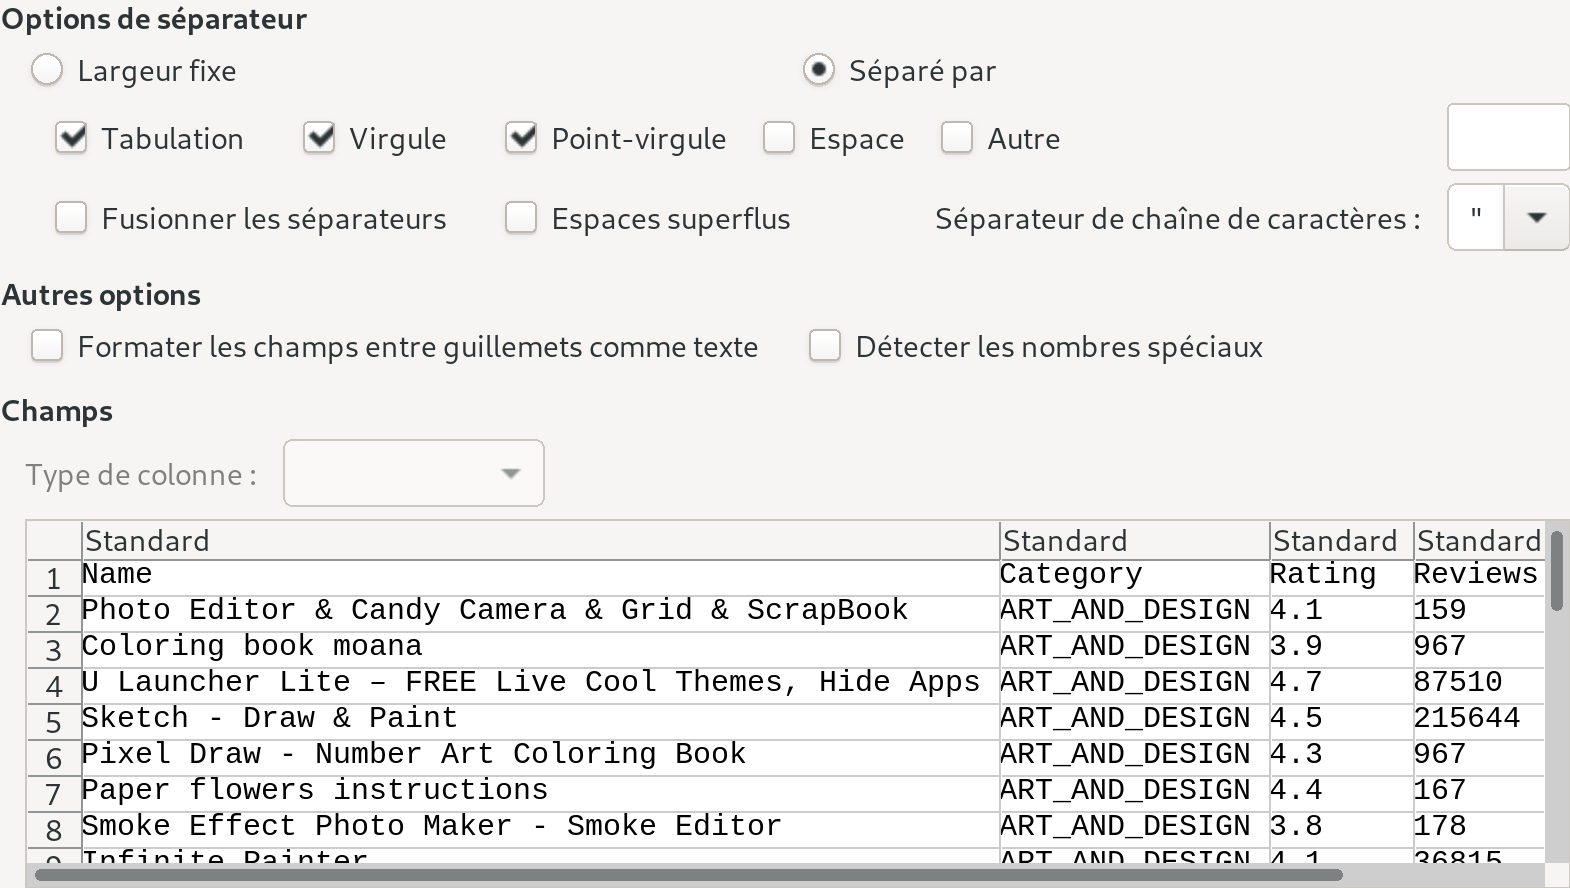 Options de séparateur
Largeur fixe Séparé par
Tabulation Virgule Point-virgule Espace Autre
Fusionner les séparateurs Espaces superflus Séparateur de chaîne de caractères : "
Autres options
Formater les champs entre guillemets comme texte Détecter les nombres spéciaux
Champs
Type de colonne :
Standard Standard Standard Standard
1 Name Category Rating Reviews
2 Photo Editor & Candy Camera & Grid & ScrapBook ART_AND_DESIGN 4.1 159
3 Coloring book moana ART_AND_DESIGN 3.9 967
4 U Launcher Lite – FREE Live Cool Themes, Hide Apps ART_AND_DESIGN 4.7 87510
5 Sketch - Draw & Paint ART_AND_DESIGN 4.5 215644
6 Pixel Draw - Number Art Coloring Book ART_AND_DESIGN 4.3 967
7 Paper flowers instructions ART_AND_DESIGN 4.4 167
8 Smoke Effect Photo Maker - Smoke Editor ART_AND_DESIGN 3.8 178
9 Infinite Painter ART_AND_DESIGN 4.1 36815